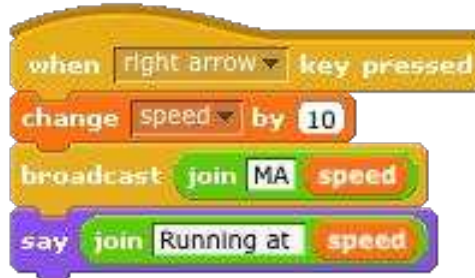 when right arrow key pressed
change speed by 10
broadcast join MA speed
say join Running at speed